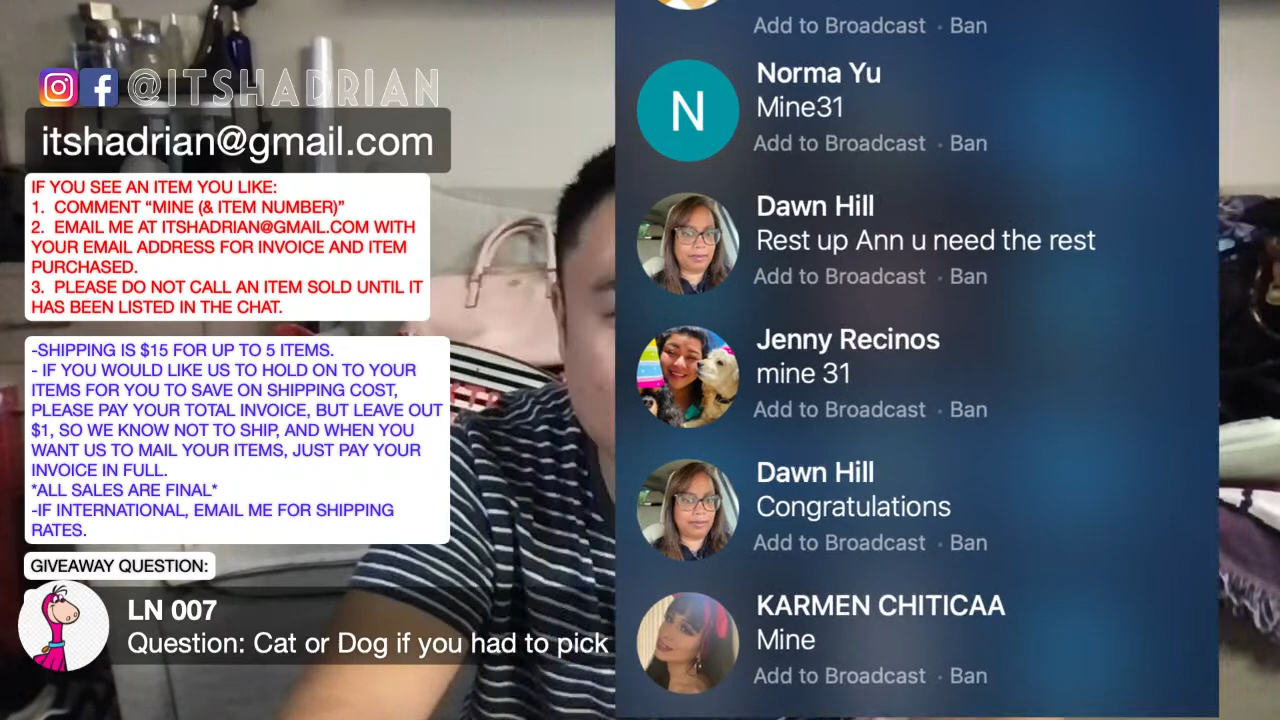 @ITSHADRIAN
itshadrian@gmail.com
IF YOU SEE AN ITEM YOU LIKE:
1. COMMENT “MINE (& ITEM NUMBER)”
2. EMAIL ME AT ITSHADRIAN@GMAIL.COM WITH
YOUR EMAIL ADDRESS FOR INVOICE AND ITEM
PURCHASED.
3. PLEASE DO NOT CALL AN ITEM SOLD UNTIL IT
HAS BEEN LISTED IN THE CHAT.
-SHIPPING IS $15 FOR UP TO 5 ITEMS.
- IF YOU WOULD LIKE US TO HOLD ON TO YOUR
ITEMS FOR YOU TO SAVE ON SHIPPING COST,
PLEASE PAY YOUR TOTAL INVOICE, BUT LEAVE OUT
$1, SO WE KNOW NOT TO SHIP, AND WHEN YOU
WANT US TO MAIL YOUR ITEMS, JUST PAY YOUR
INVOICE IN FULL.
*ALL SALES ARE FINAL*
-IF INTERNATIONAL, EMAIL ME FOR SHIPPING
RATES.
GIVEAWAY QUESTION:
LN 007
Question: Cat or Dog if you had to pick
Add to Broadcast · Ban
N
Norma Yu
Mine31
Add to Broadcast · Ban
Dawn Hill
Rest up Ann u need the rest
Add to Broadcast · Ban
Jenny Recinos
mine 31
Add to Broadcast · Ban
Dawn Hill
Congratulations
Add to Broadcast · Ban
KARMEN CHITICAA
Mine
Add to Broadcast · Ban